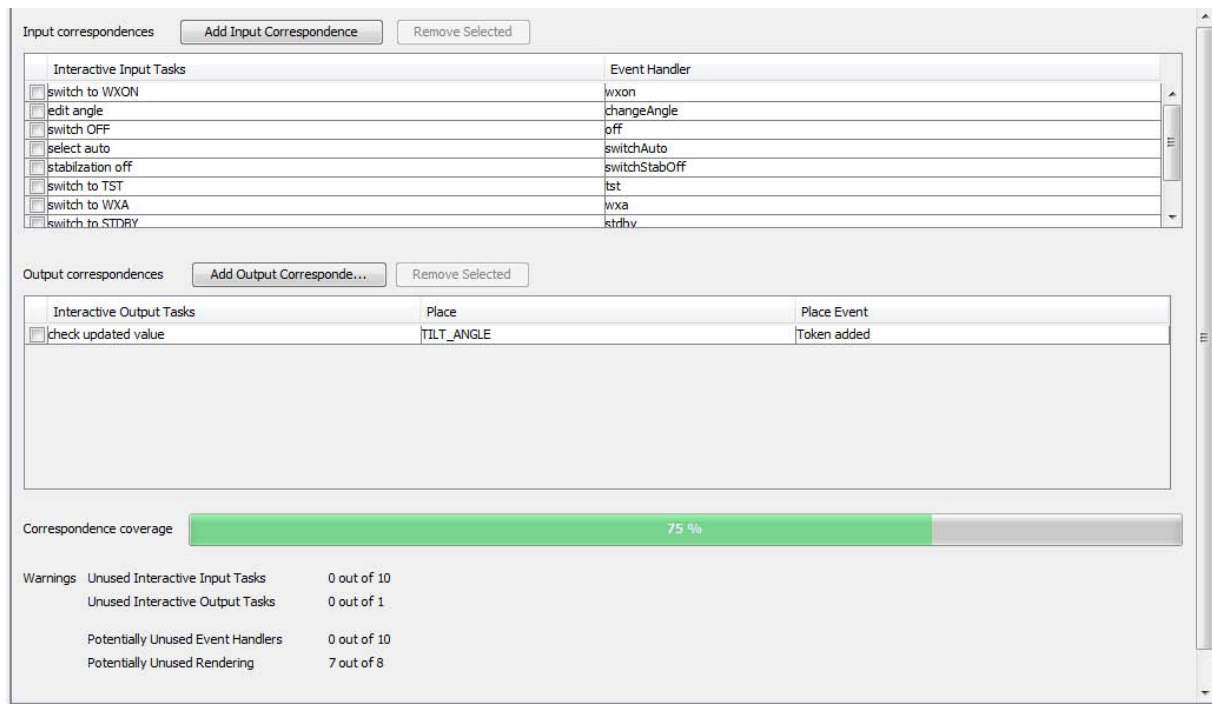 Input correspondences Add Input Correspondence Remove Selected
Interactive Input Tasks Event Handler
switch to WXON wxon
edit angle changeAngle
switch OFF off
select auto switchAuto
stabilzation off switchStabOff
switch to TST tst
switch to WXA wxa
switch to STDBY stdby
Output correspondences Add Output Corresponde... Remove Selected
Interactive Output Tasks Place Place Event
check updated value TILT_ANGLE Token added
Correspondence coverage 75 %
Warnings Unused Interactive Input Tasks 0 out of 10
Unused Interactive Output Tasks 0 out of 1
Potentially Unused Event Handlers 0 out of 10
Potentially Unused Rendering 7 out of 8